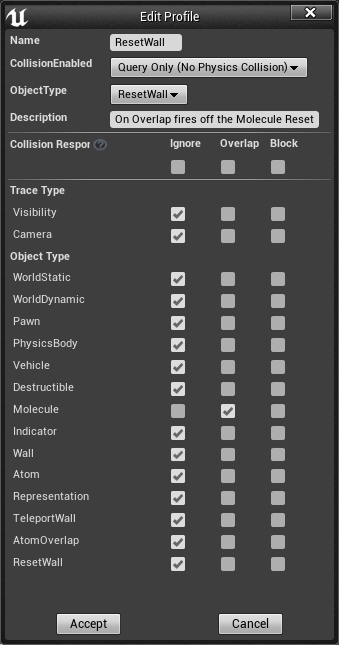 Edit Profile
Name ResetWall
CollisionEnabled Query Only (No Physics Collision)
ObjectType ResetWall
Description On Overlap fires off the Molecule Reset
Collision Respor ? Ignore Overlap Block
Trace Type
Visibility
Camera
Object Type
WorldStatic
WorldDynamic
Pawn
PhysicsBody
Vehicle
Destructible
Molecule
Indicator
Wall
Atom
Representation
TeleportWall
AtomOverlap
ResetWall
Accept Cancel